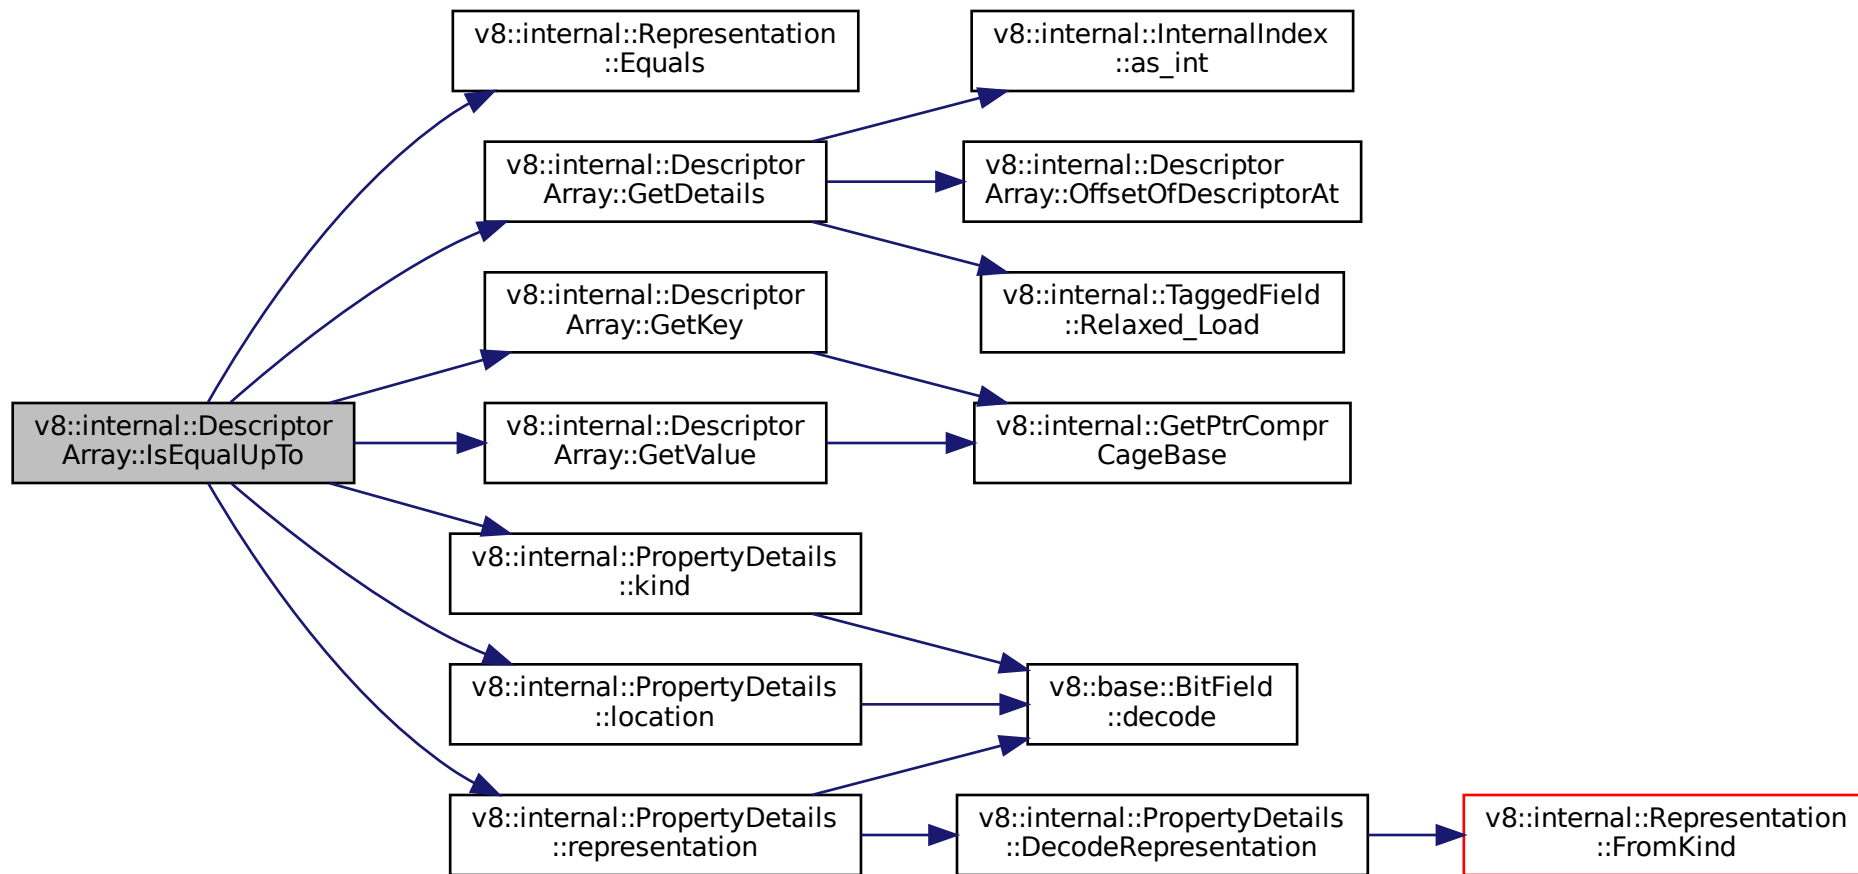 v8::internal::Representation
::Equals
v8::internal::InternalIndex
::as_int
v8::internal::Descriptor
Array::GetDetails
v8::internal::Descriptor
Array::OffsetOfDescriptorAt
v8::internal::Descriptor
Array::GetKey
v8::internal::TaggedField
::Relaxed_Load
v8::internal::Descriptor
Array::IsEqualUpTo
v8::internal::Descriptor
Array::GetValue
v8::internal::GetPtrCompr
CageBase
v8::internal::PropertyDetails
::kind
v8::internal::PropertyDetails
::location
v8::base::BitField
::decode
v8::internal::PropertyDetails
::representation
v8::internal::PropertyDetails
::DecodeRepresentation
v8::internal::Representation
::FromKind